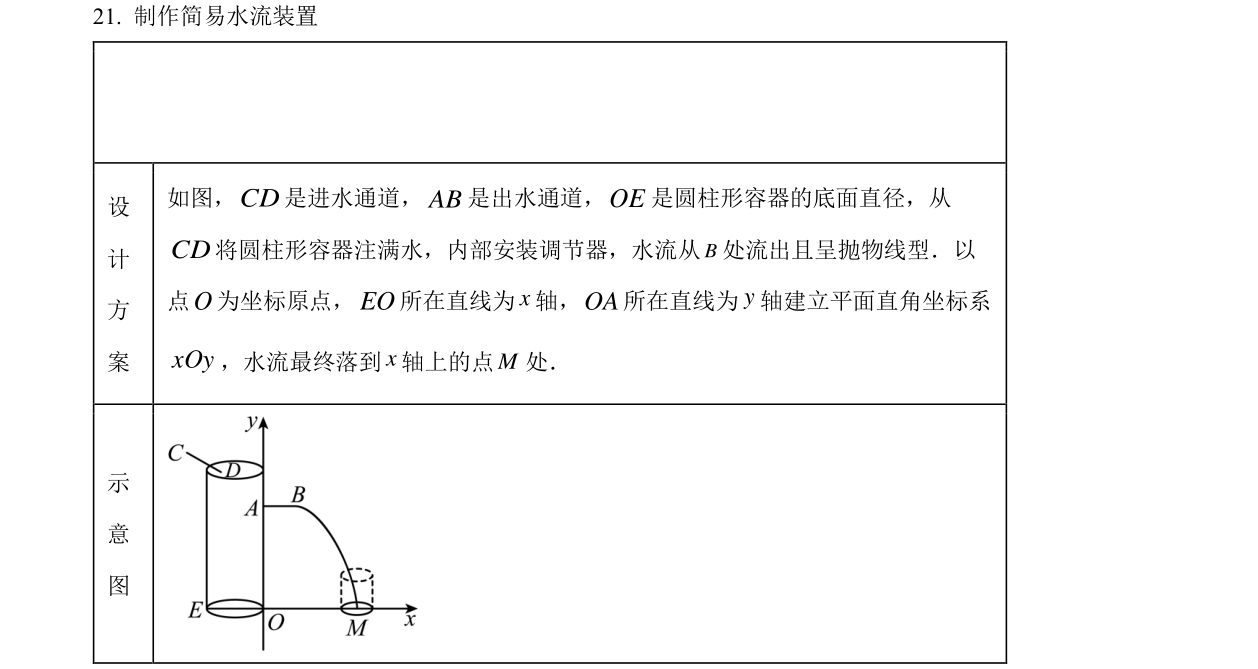 21. 制作简易水流装置
设
计
方
案
如图，CD是进水通道，AB是出水通道，OE是圆柱形容器的底面直径，从
CD将圆柱形容器注满水，内部安装调节器，水流从B处流出且呈抛物线型．以
点O为坐标原点，EO所在直线为x轴，OA所在直线为y轴建立平面直角坐标系
xOy，水流最终落到x轴上的点M处．
示
意
图
y
C
D
B
A
E
O
M
x